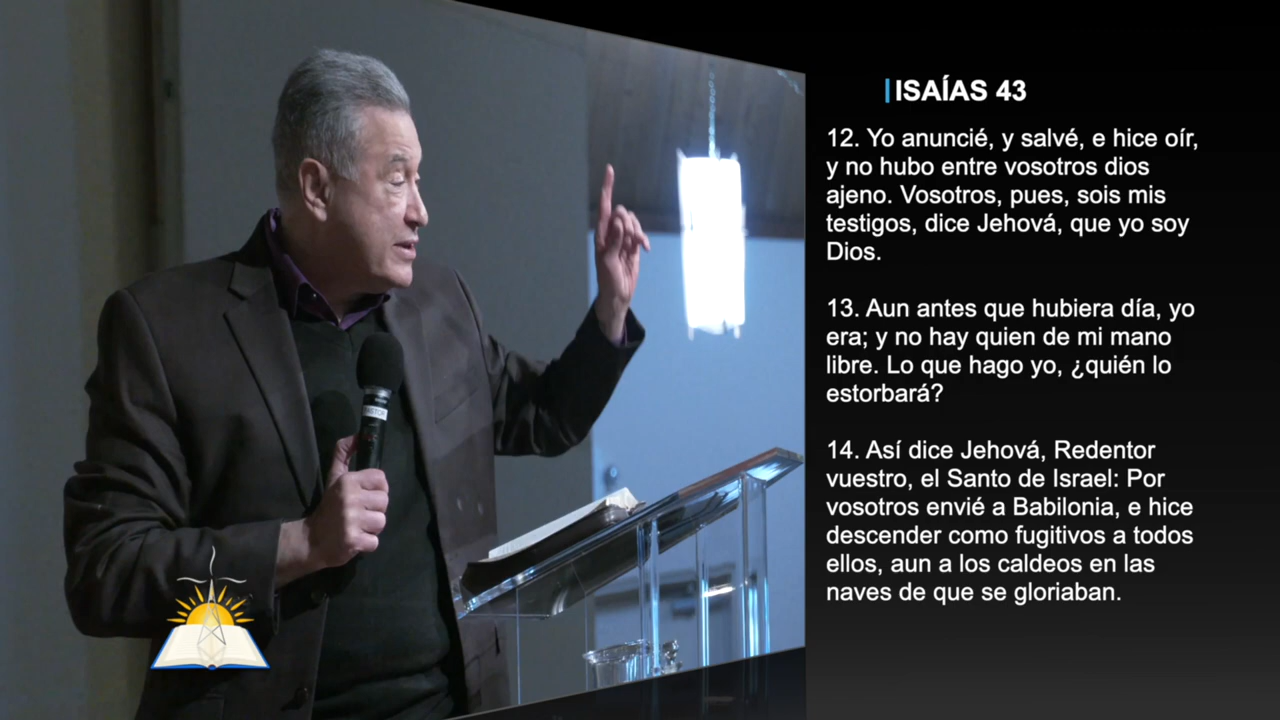 ISAÍAS 43
12. Yo anuncié, y salvé, e hice oír,
y no hubo entre vosotros dios
ajeno. Vosotros, pues, sois mis
testigos, dice Jehová, que yo soy
Dios.
13. Aun antes que hubiera día, yo
era; y no hay quien de mi mano
libre. Lo que hago yo, ¿quién lo
estorbará?
14. Así dice Jehová, Redentor
vuestro, el Santo de Israel: Por
vosotros envié a Babilonia, e hice
descender como fugitivos a todos
ellos, aun a los caldeos en las
naves de que se gloriaban.